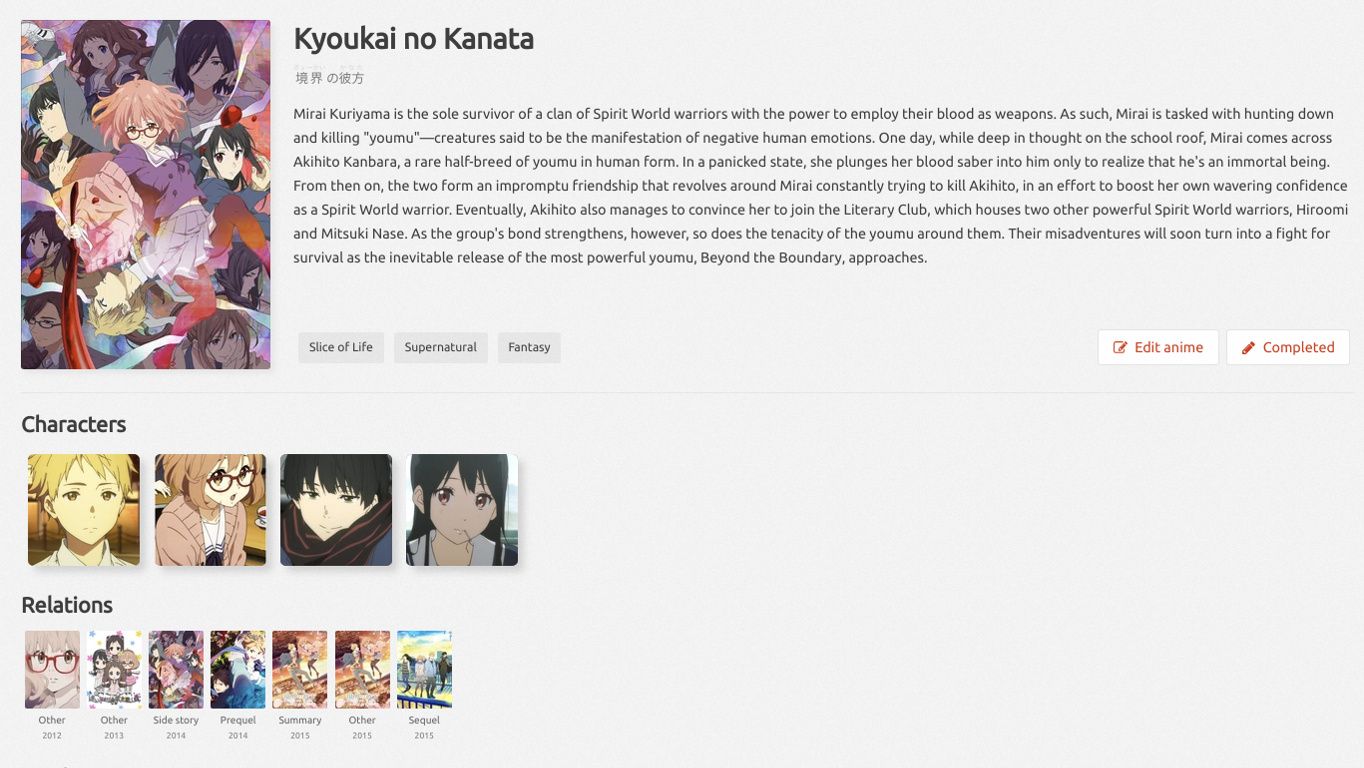 Kyoukai no Kanata
境界の彼方
Mirai Kuriyama is the sole survivor of a clan of Spirit World warriors with the power to employ their blood as weapons. As such, Mirai is tasked with hunting down
and killing "youmu"—creatures said to be the manifestation of negative human emotions. One day, while deep in thought on the school roof, Mirai comes across
Akihito Kanbara, a rare half-breed of youmu in human form. In a panicked state, she plunges her blood saber into him only to realize that he's an immortal being.
From then on, the two form an impromptu friendship that revolves around Mirai constantly trying to kill Akihito, in an effort to boost her own wavering confidence
as a Spirit World warrior. Eventually, Akihito also manages to convince her to join the Literary Club, which houses two other powerful Spirit World warriors, Hiroomi
and Mitsuki Nase. As the group's bond strengthens, however, so does the tenacity of the youmu around them. Their misadventures will soon turn into a fight for
survival as the inevitable release of the most powerful youmu, Beyond the Boundary, approaches.
Slice of Life Supernatural Fantasy Edit anime Completed
Characters
Relations
Other Other Side story Prequel Summary Other Sequel
2012 2013 2014 2014 2015 2015 2015